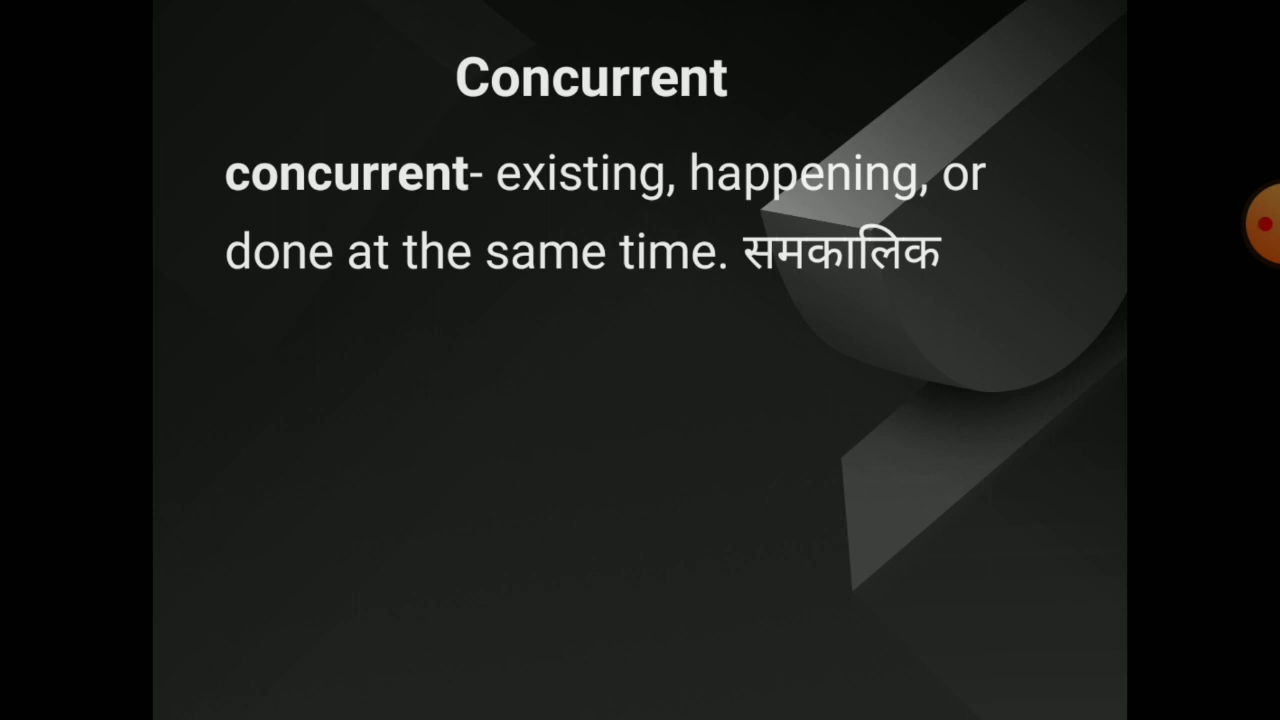 Concurrent
concurrent- existing, happening, or
done at the same time. समकालिक